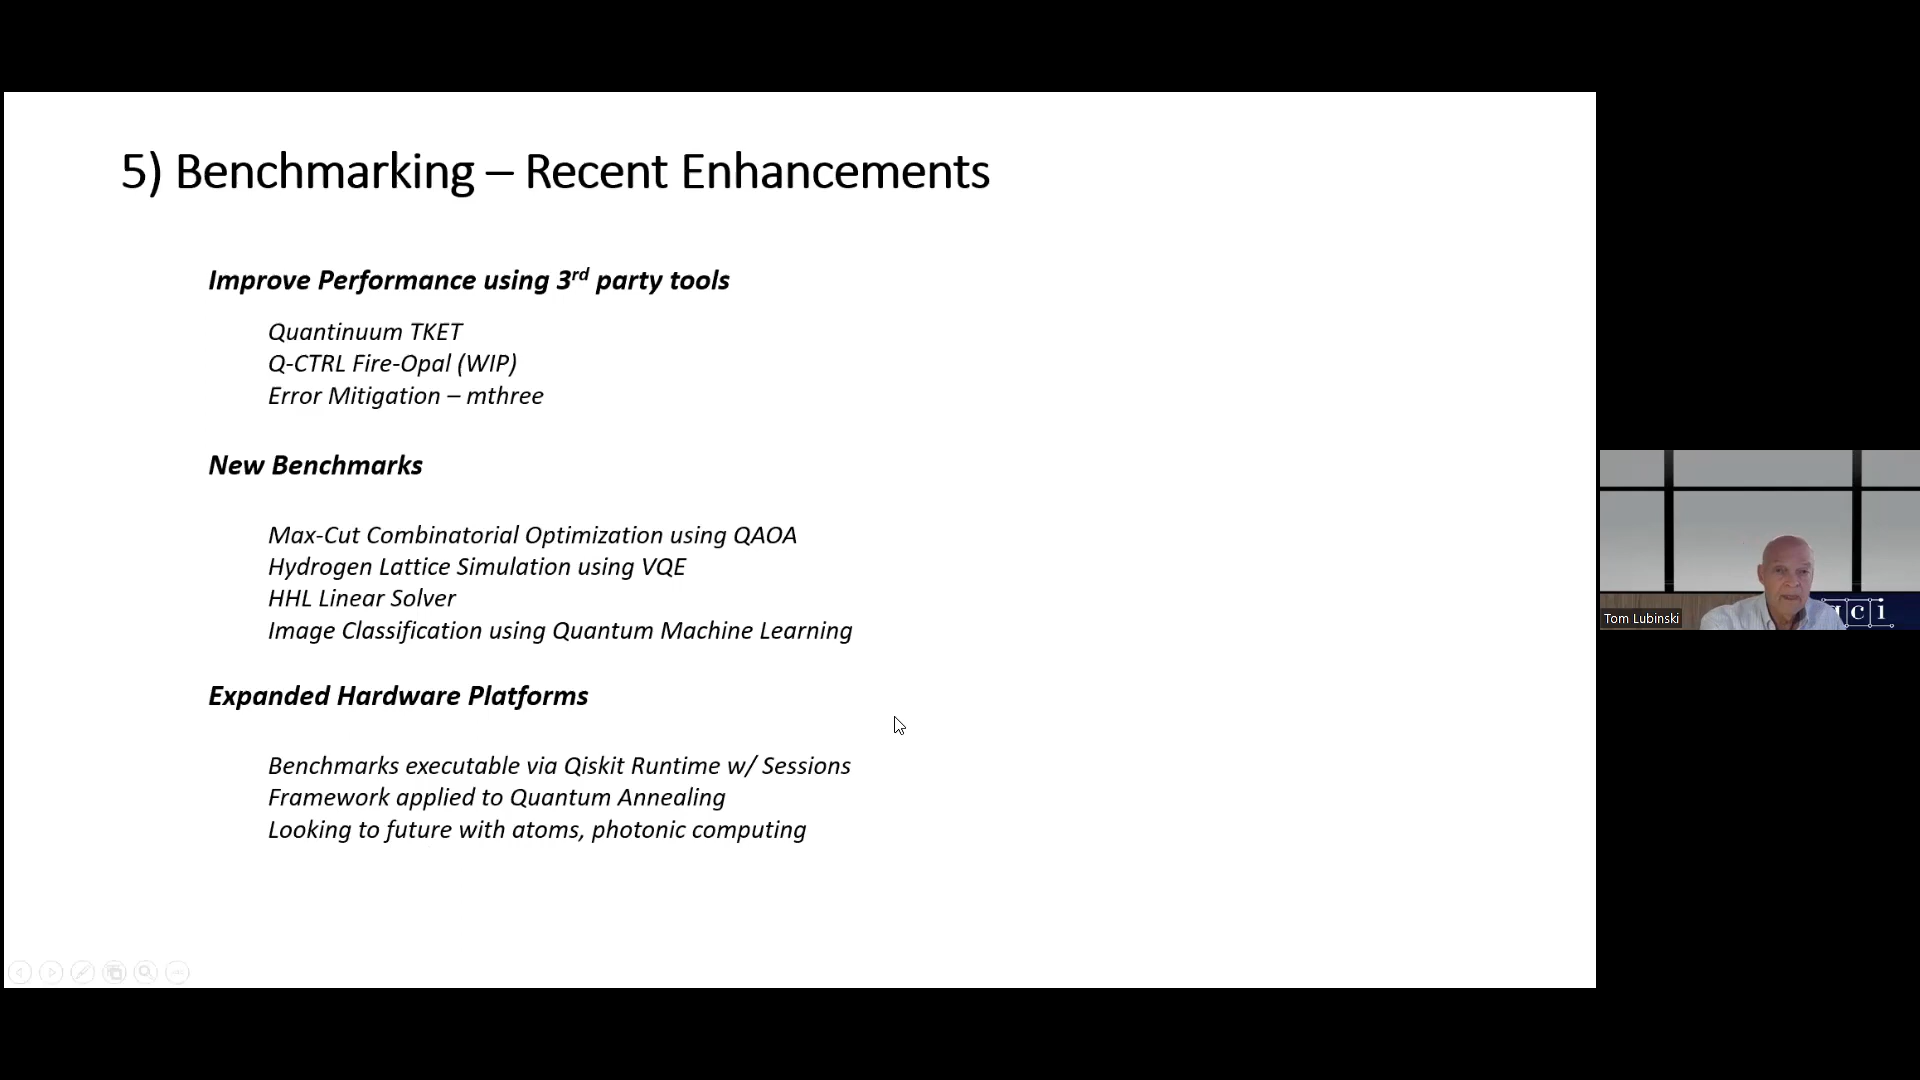 5) Benchmarking – Recent Enhancements
Improve Performance using 3rd party tools
Quantinuum TKET
Q-CTRL Fire-Opal (WIP)
Error Mitigation – mthree
New Benchmarks
Max-Cut Combinatorial Optimization using QAOA
Hydrogen Lattice Simulation using VQE
HHL Linear Solver
Image Classification using Quantum Machine Learning
Expanded Hardware Platforms
Benchmarks executable via Qiskit Runtime w/ Sessions
Framework applied to Quantum Annealing
Looking to future with atoms, photonic computing
Tom Lubinski